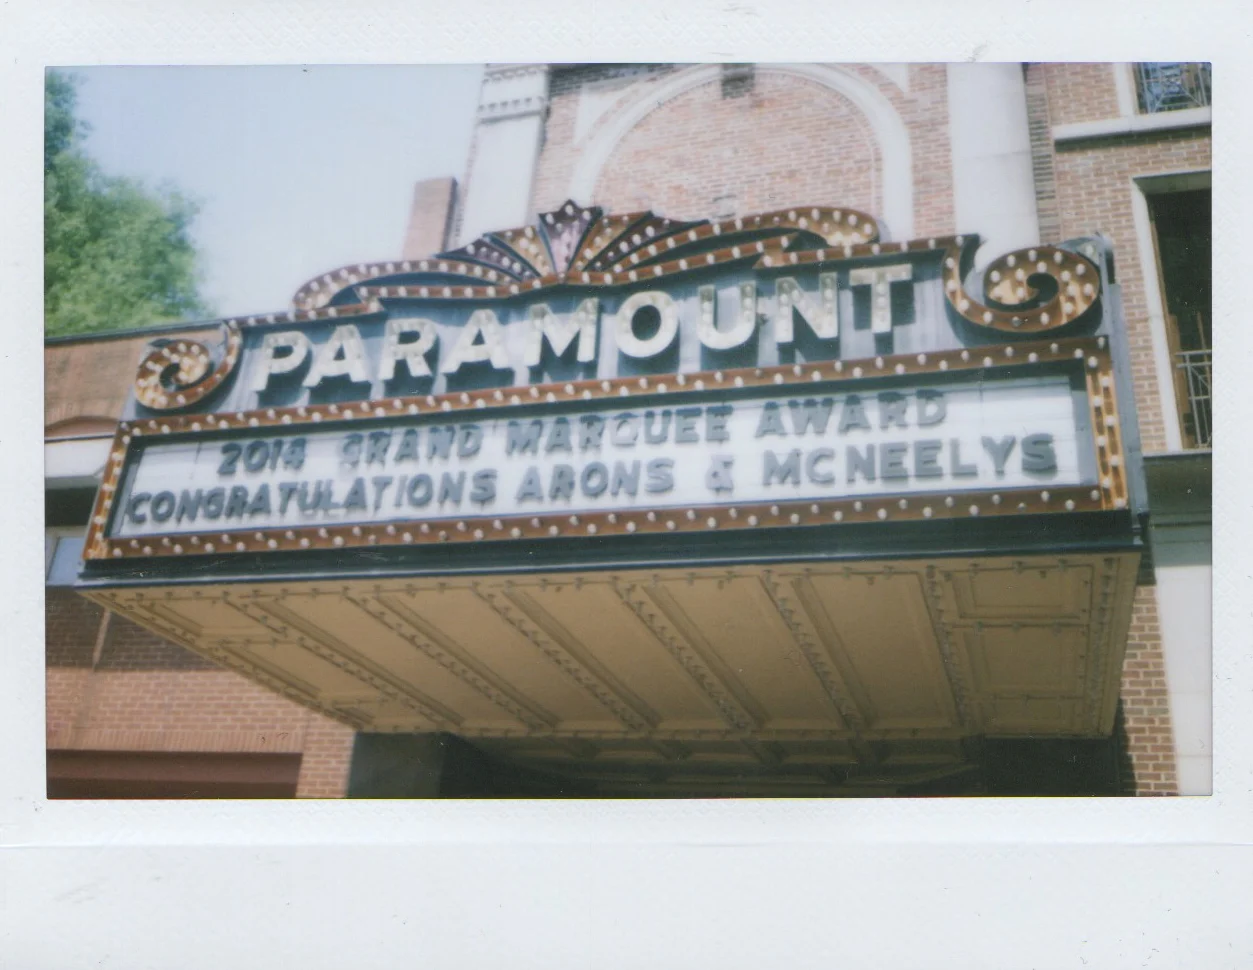 PARAMOUNT
2014 GRAND MARQUEE AWARD
CONGRATULATIONS ARONS & MCNEELYS